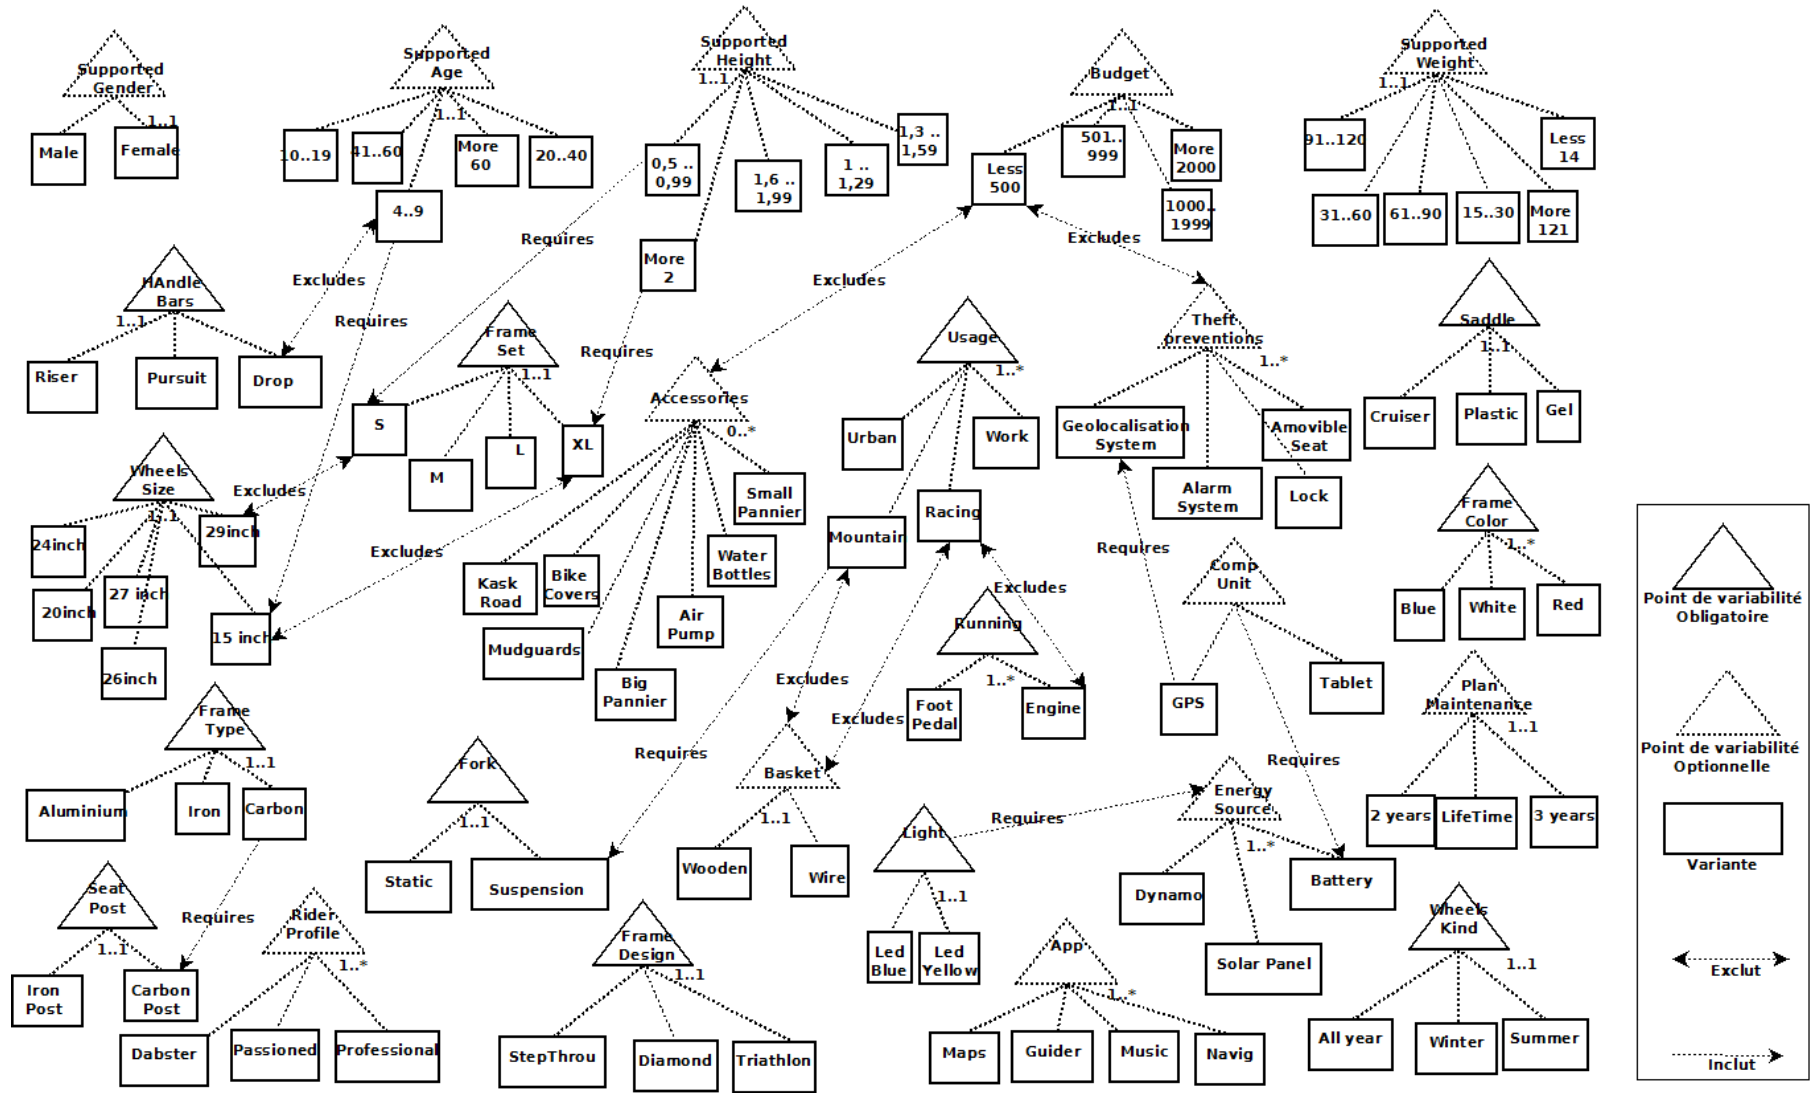 Supported
Gender
1..1
Male
Female
Supported
Age
1..1
10..19
41..60
More
60
20..40
4..9
Supported
Height
1..1
0,5 ..
0,99
1,6 ..
1,99
1 ..
1,29
1,3 ..
1,59
More
2
Budget
1..1
Less
500
501..
999
More
2000
1000..
1999
Supported
Weight
1..1
91..120
Less
14
31..60
61..90
15..30
More
121
Requires
Excludes
Excludes
Requires
Excludes
Requires
HAndle
Bars
1..1
Riser
Pursuit
Drop
Frame
Set
1..1
S
M
L
XL
Accessories
0..*
Kask
Road
Bike
Covers
Mudguards
Big
Pannier
Air
Pump
Water
Bottles
Small
Pannier
Usage
1..*
Urban
Work
Mountain
Racing
Theft
preventions
1..*
Geolocalisation
System
Amovible
Seat
Alarm
System
Lock
Saddle
1..1
Cruiser
Plastic
Gel
Wheels
Size
1..1
24inch
29inch
20inch
27 inch
15 inch
26inch
Excludes
Excludes
Requires
Excludes
Comp
Unit
GPS
Tablet
Frame
Color
1..*
Blue
White
Red
Running
1..*
Foot
Pedal
Engine
Excludes
Excludes
Requires
Requires
Plan
Maintenance
1..1
2 years
LifeTime
3 years
Frame
Type
1..1
Aluminium
Iron
Carbon
Fork
1..1
Static
Suspension
Basket
1..1
Wooden
Wire
Light
1..1
Led
Blue
Led
Yellow
Requires
Energy
Source
1..*
Dynamo
Battery
Solar Panel
Seat
Post
1..1
Iron
Post
Carbon
Post
Requires
Rider
Profile
1..*
Dabster
Passioned
Professional
Frame
Design
1..1
StepThrou
Diamond
Triathlon
App
1..*
Maps
Guider
Music
Navig
Wheels
Kind
1..1
All year
Winter
Summer
Point de variabilité
Obligatoire
Point de variabilité
Optionnelle
Variante
Exclut
Inclut